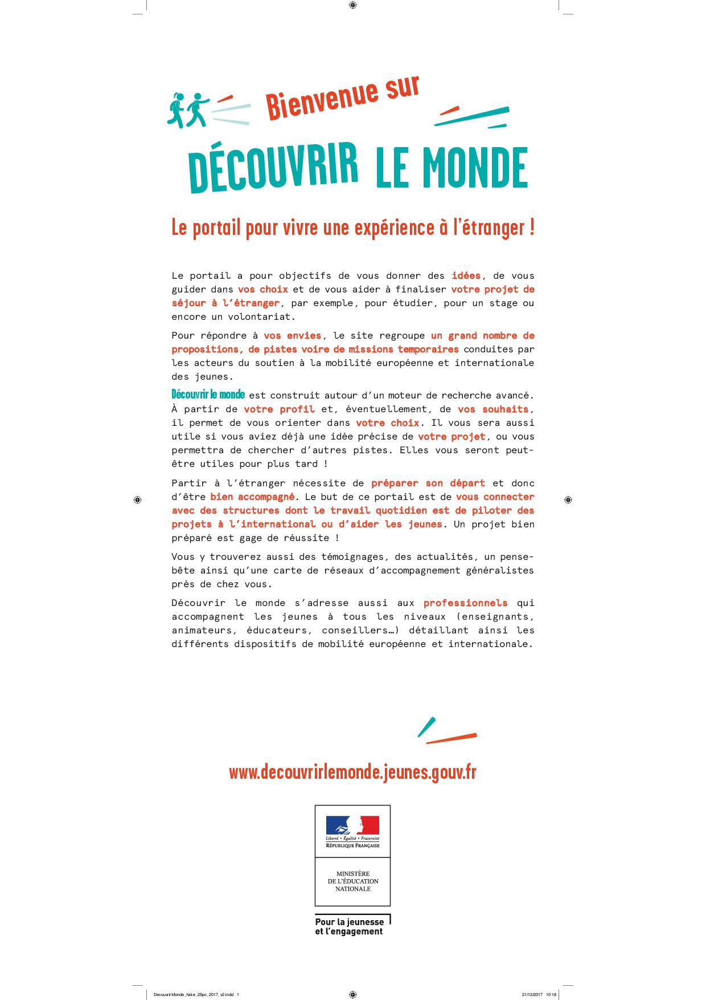 Bienvenue sur
DÉCOUVRIR LE MONDE
Le portail pour vivre une expérience à l’étranger !
Le portail a pour objectifs de vous donner des idées, de vous
guider dans vos choix et de vous aider à finaliser votre projet de
séjour à l’étranger, par exemple, pour étudier, pour un stage ou
encore un volontariat.
Pour répondre à vos envies, le site regroupe un grand nombre de
propositions, de pistes voire de missions temporaires conduites par
les acteurs du soutien à la mobilité européenne et internationale
des jeunes.
Découvrir le monde est construit autour d’un moteur de recherche avancé.
À partir de votre profil et, éventuellement, de vos souhaits,
il permet de vous orienter dans votre choix. Il vous sera aussi
utile si vous aviez déjà une idée précise de votre projet, ou vous
permettra de chercher d’autres pistes. Elles vous seront peut-
être utiles pour plus tard !
Partir à l’étranger nécessite de préparer son départ et donc
d’être bien accompagné. Le but de ce portail est de vous connecter
avec des structures dont le travail quotidien est de piloter des
projets à l’international ou d’aider les jeunes. Un projet bien
préparé est gage de réussite !
Vous y trouverez aussi des témoignages, des actualités, un pense-
bête ainsi qu’une carte de réseaux d’accompagnement généralistes
près de chez vous.
Découvrir le monde s’adresse aussi aux professionnels qui
accompagnent les jeunes à tous les niveaux (enseignants,
animateurs, éducateurs, conseillers…) détaillant ainsi les
différents dispositifs de mobilité européenne et internationale.
www.decouvrirlemonde.jeunes.gouv.fr
Liberté • Égalité • Fraternité
RÉPUBLIQUE FRANÇAISE
MINISTÈRE
DE L’ÉDUCATION
NATIONALE
Pour la jeunesse
et l’engagement
DecouvrirMonde_Kake_25pc_2017_v2.indd 1
21/12/2017 10:18